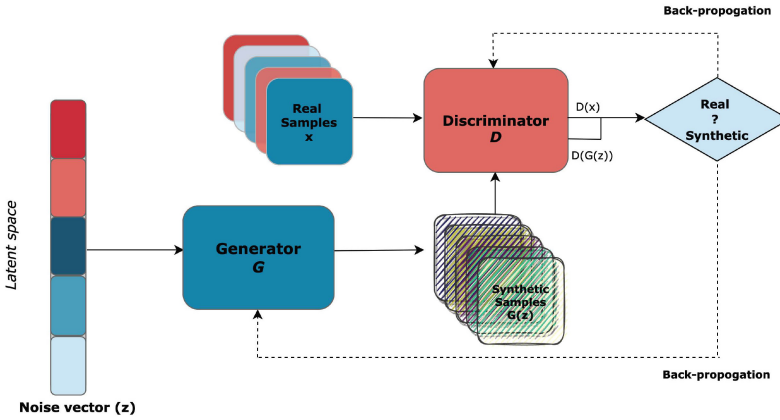 Back-propogation
Real
Samples
x
Discriminator
D
D(x)
D(G(z))
Real
?
Synthetic
Latent space
Generator
G
Synthetic
Samples
G(z)
Back-propogation
Noise vector (z)